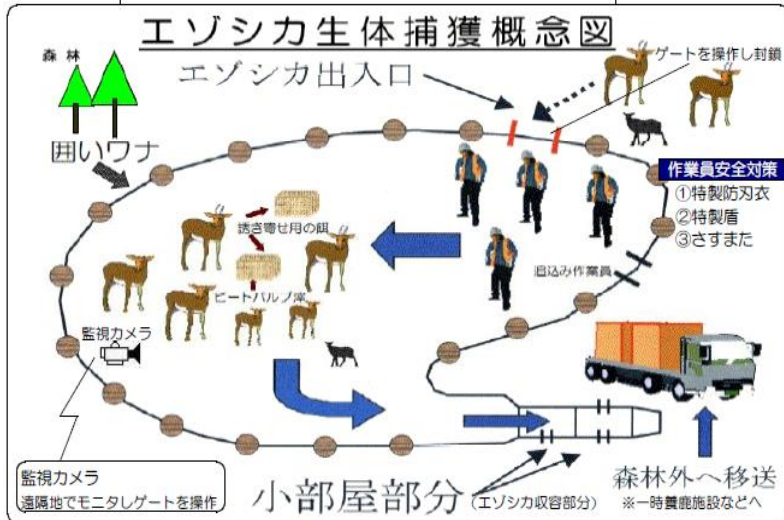 エゾシカ生体捕獲概念図
森林
エゾシカ出入口
ゲートを操作し封鎖
囲いワナ
作業員安全対策
①特製防刃衣
②特製盾
③さすまた
誘き寄せ用の餌
追込み作業員
ビートパルプ滓
監視カメラ
監視カメラ
遠隔地でモニタしゲートを操作
小部屋部分
(エゾシカ収容部分)
森林外へ移送
※一時養鹿施設などへ